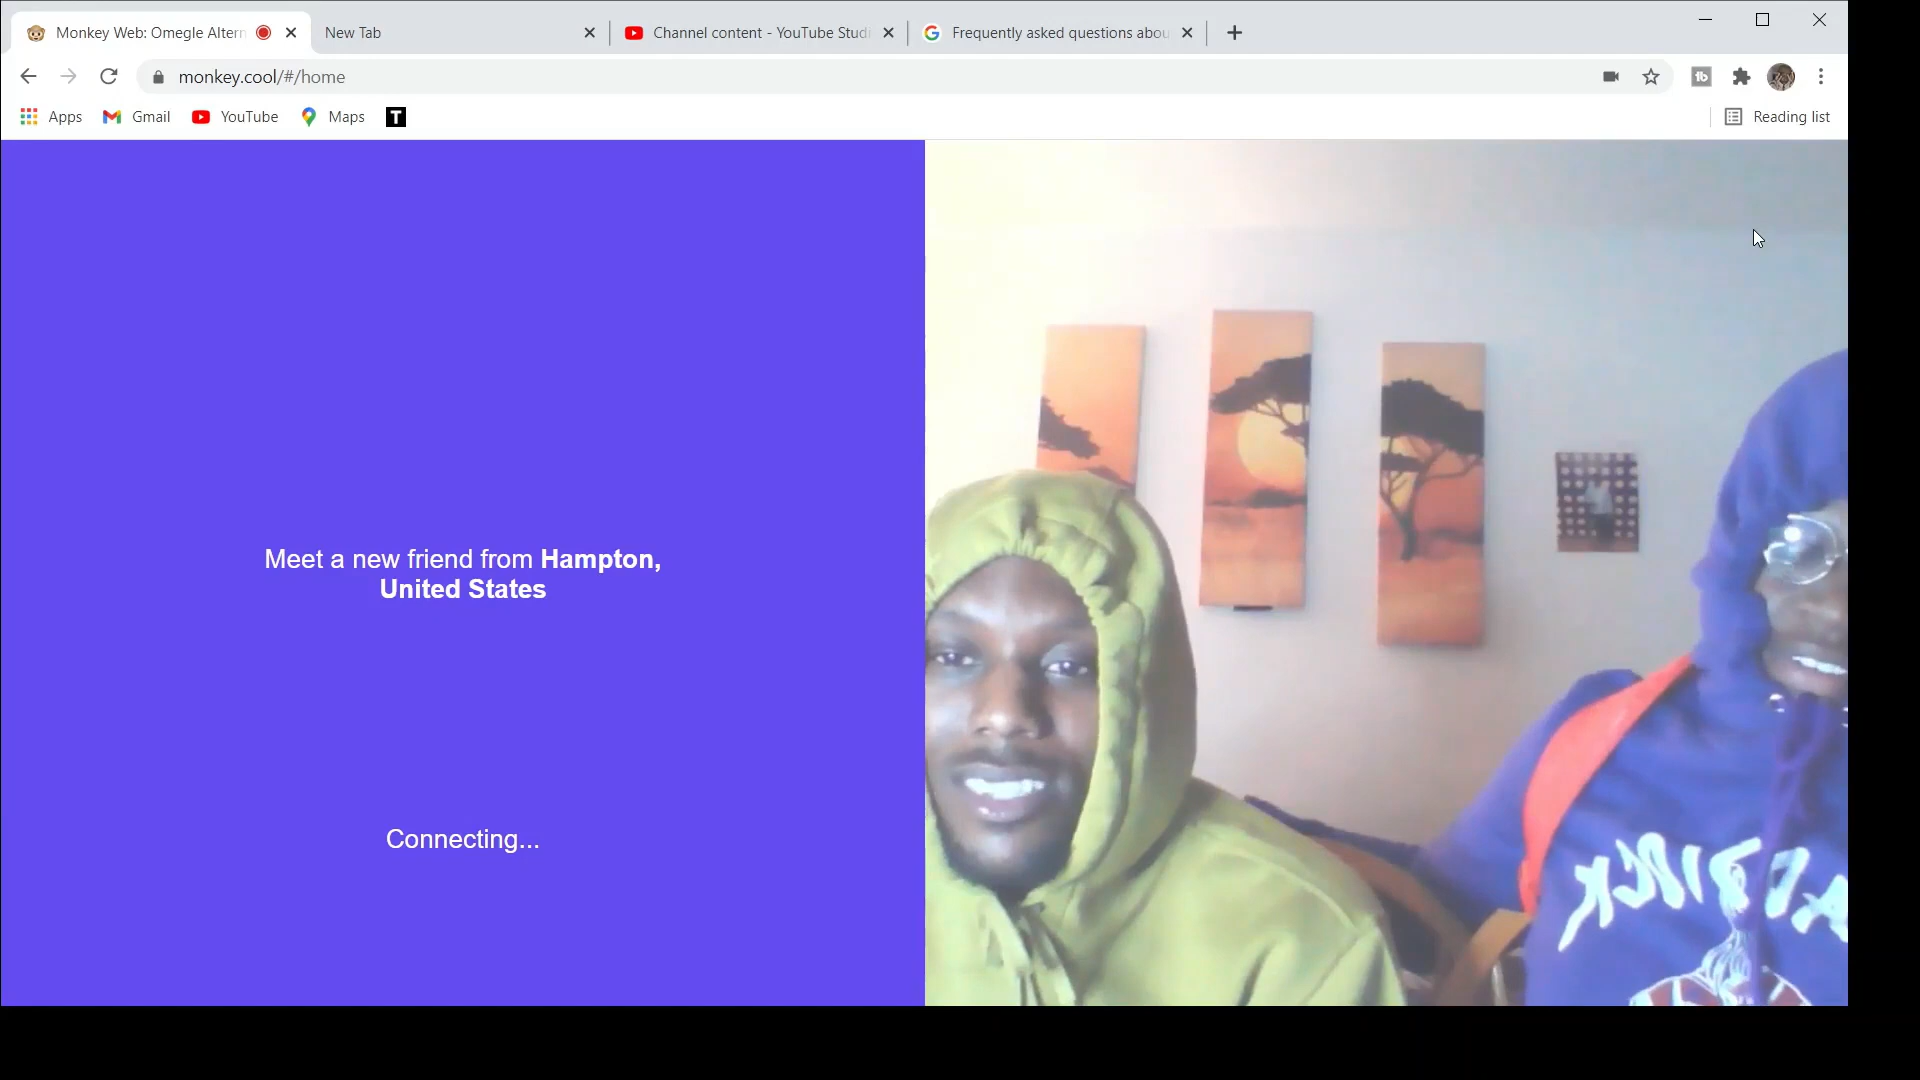 Monkey Web: Omegle Altern
New Tab
Channel content - YouTube Studi
Frequently asked questions abou
monkey.cool/#/home
tb
Apps
Gmail
YouTube
Maps
T
Reading list
Meet a new friend from Hampton,
United States
Connecting...